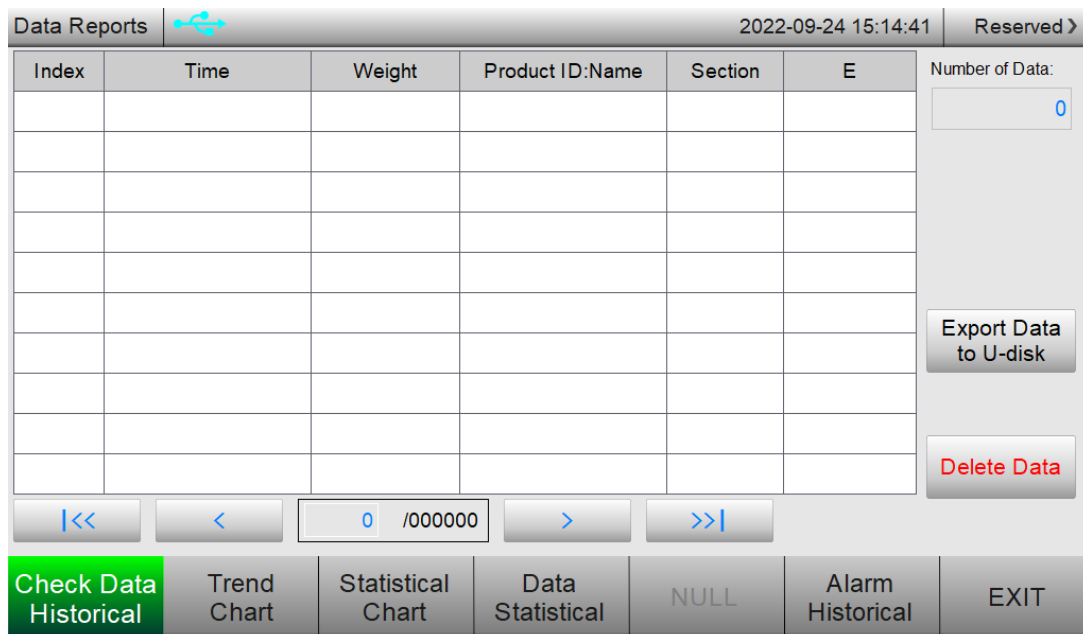 Data Reports 2022-09-24 15:14:41 Reserved >
Index Time Weight Product ID:Name Section E Number of Data:
0
Export Data
to U-disk
Delete Data
|<< < 0 /000000 > >>|
Check Data
Historical
Trend
Chart
Statistical
Chart
Data
Statistical
NULL
Alarm
Historical
EXIT